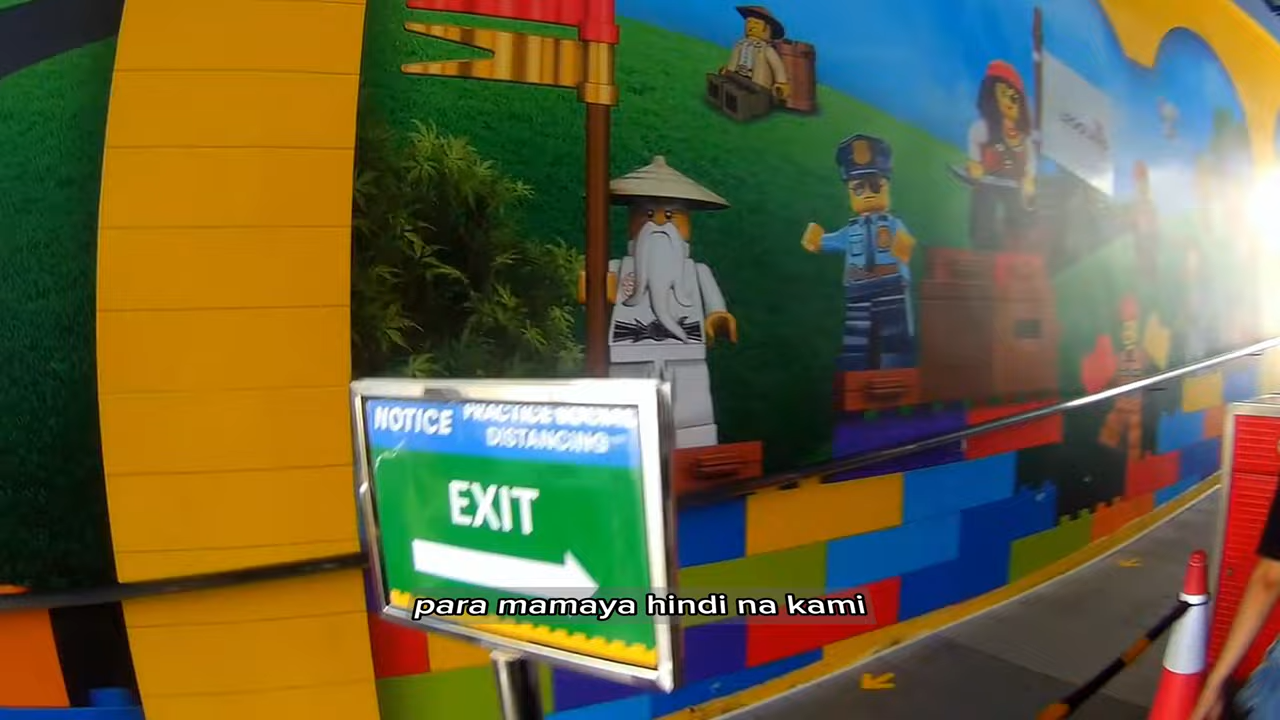 NOTICE PRACTICE SOCIAL
DISTANCING
EXIT
para mamaya hindi na kami